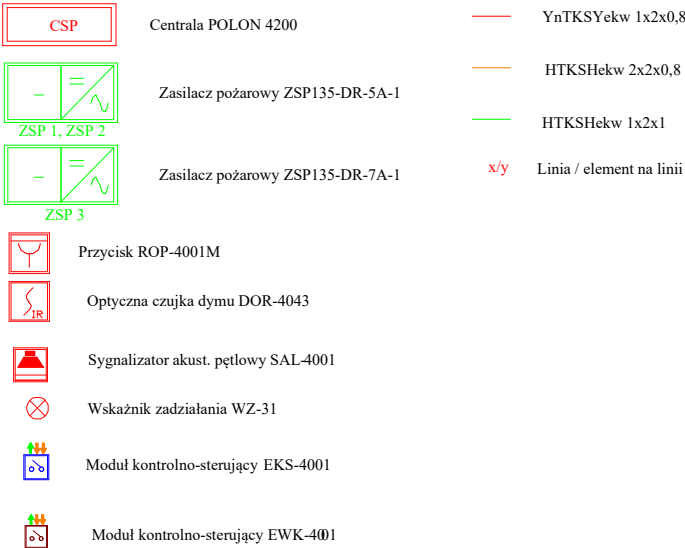 CSP
Centrala POLON 4200
ZSP 1, ZSP 2
Zasilacz pożarowy ZSP135-DR-5A-1
ZSP 3
Zasilacz pożarowy ZSP135-DR-7A-1
Przycisk ROP-4001M
IR
Optyczna czujka dymu DOR-4043
Sygnalizator akust. pętlowy SAL-4001
Wskaźnik zadziałania WZ-31
Moduł kontrolno-sterujący EKS-4001
Moduł kontrolno-sterujący EWK-4001
YnTKSYekw 1x2x0,8
HTKSHekw 2x2x0,8
HTKSHekw 1x2x1
x/y
Linia / element na linii